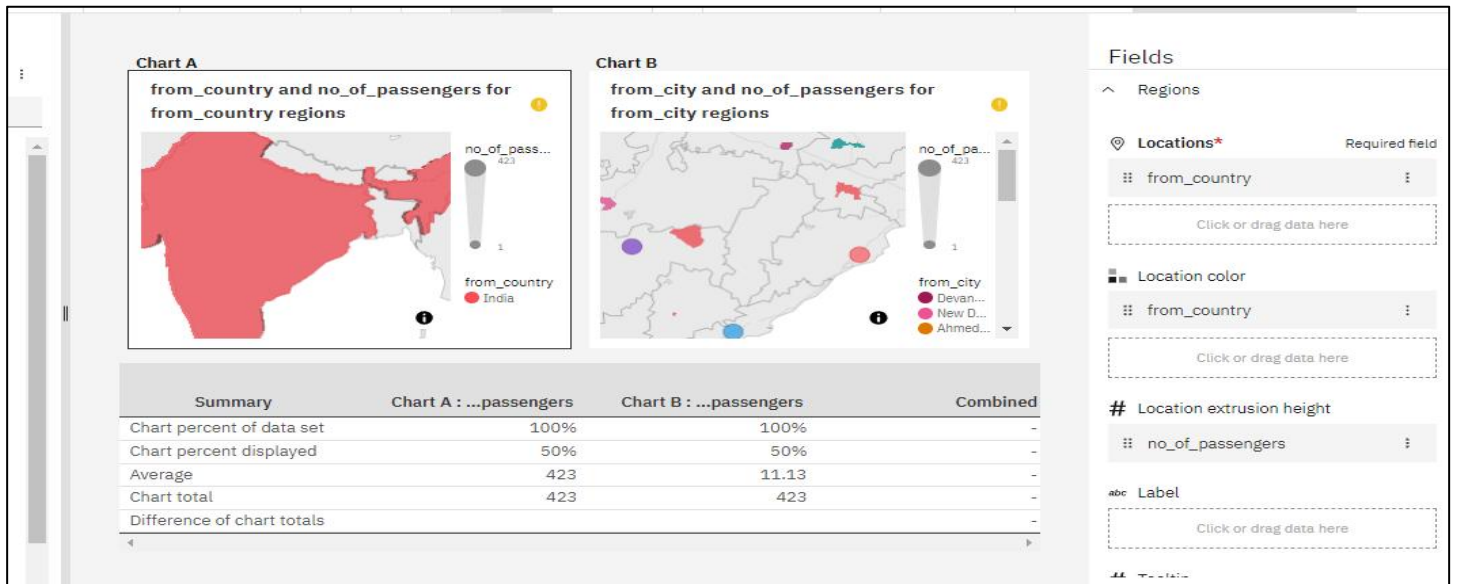 Chart A
from_country and no_of_passengers for
from_country regions
no_of_pass...
423
1
from_country
India
Chart B
from_city and no_of_passengers for
from_city regions
no_of_pa...
423
1
from_city
Devan...
New D...
Ahmed...
Summary Chart A : ...passengers Chart B : ...passengers Combined
Chart percent of data set 100% 100% -
Chart percent displayed 50% 50% -
Average 423 11.13 -
Chart total 423 423 -
Difference of chart totals -
Fields
Regions
Locations* Required field
from_country
Click or drag data here
Location color
from_country
Click or drag data here
# Location extrusion height
no_of_passengers
abc Label
Click or drag data here